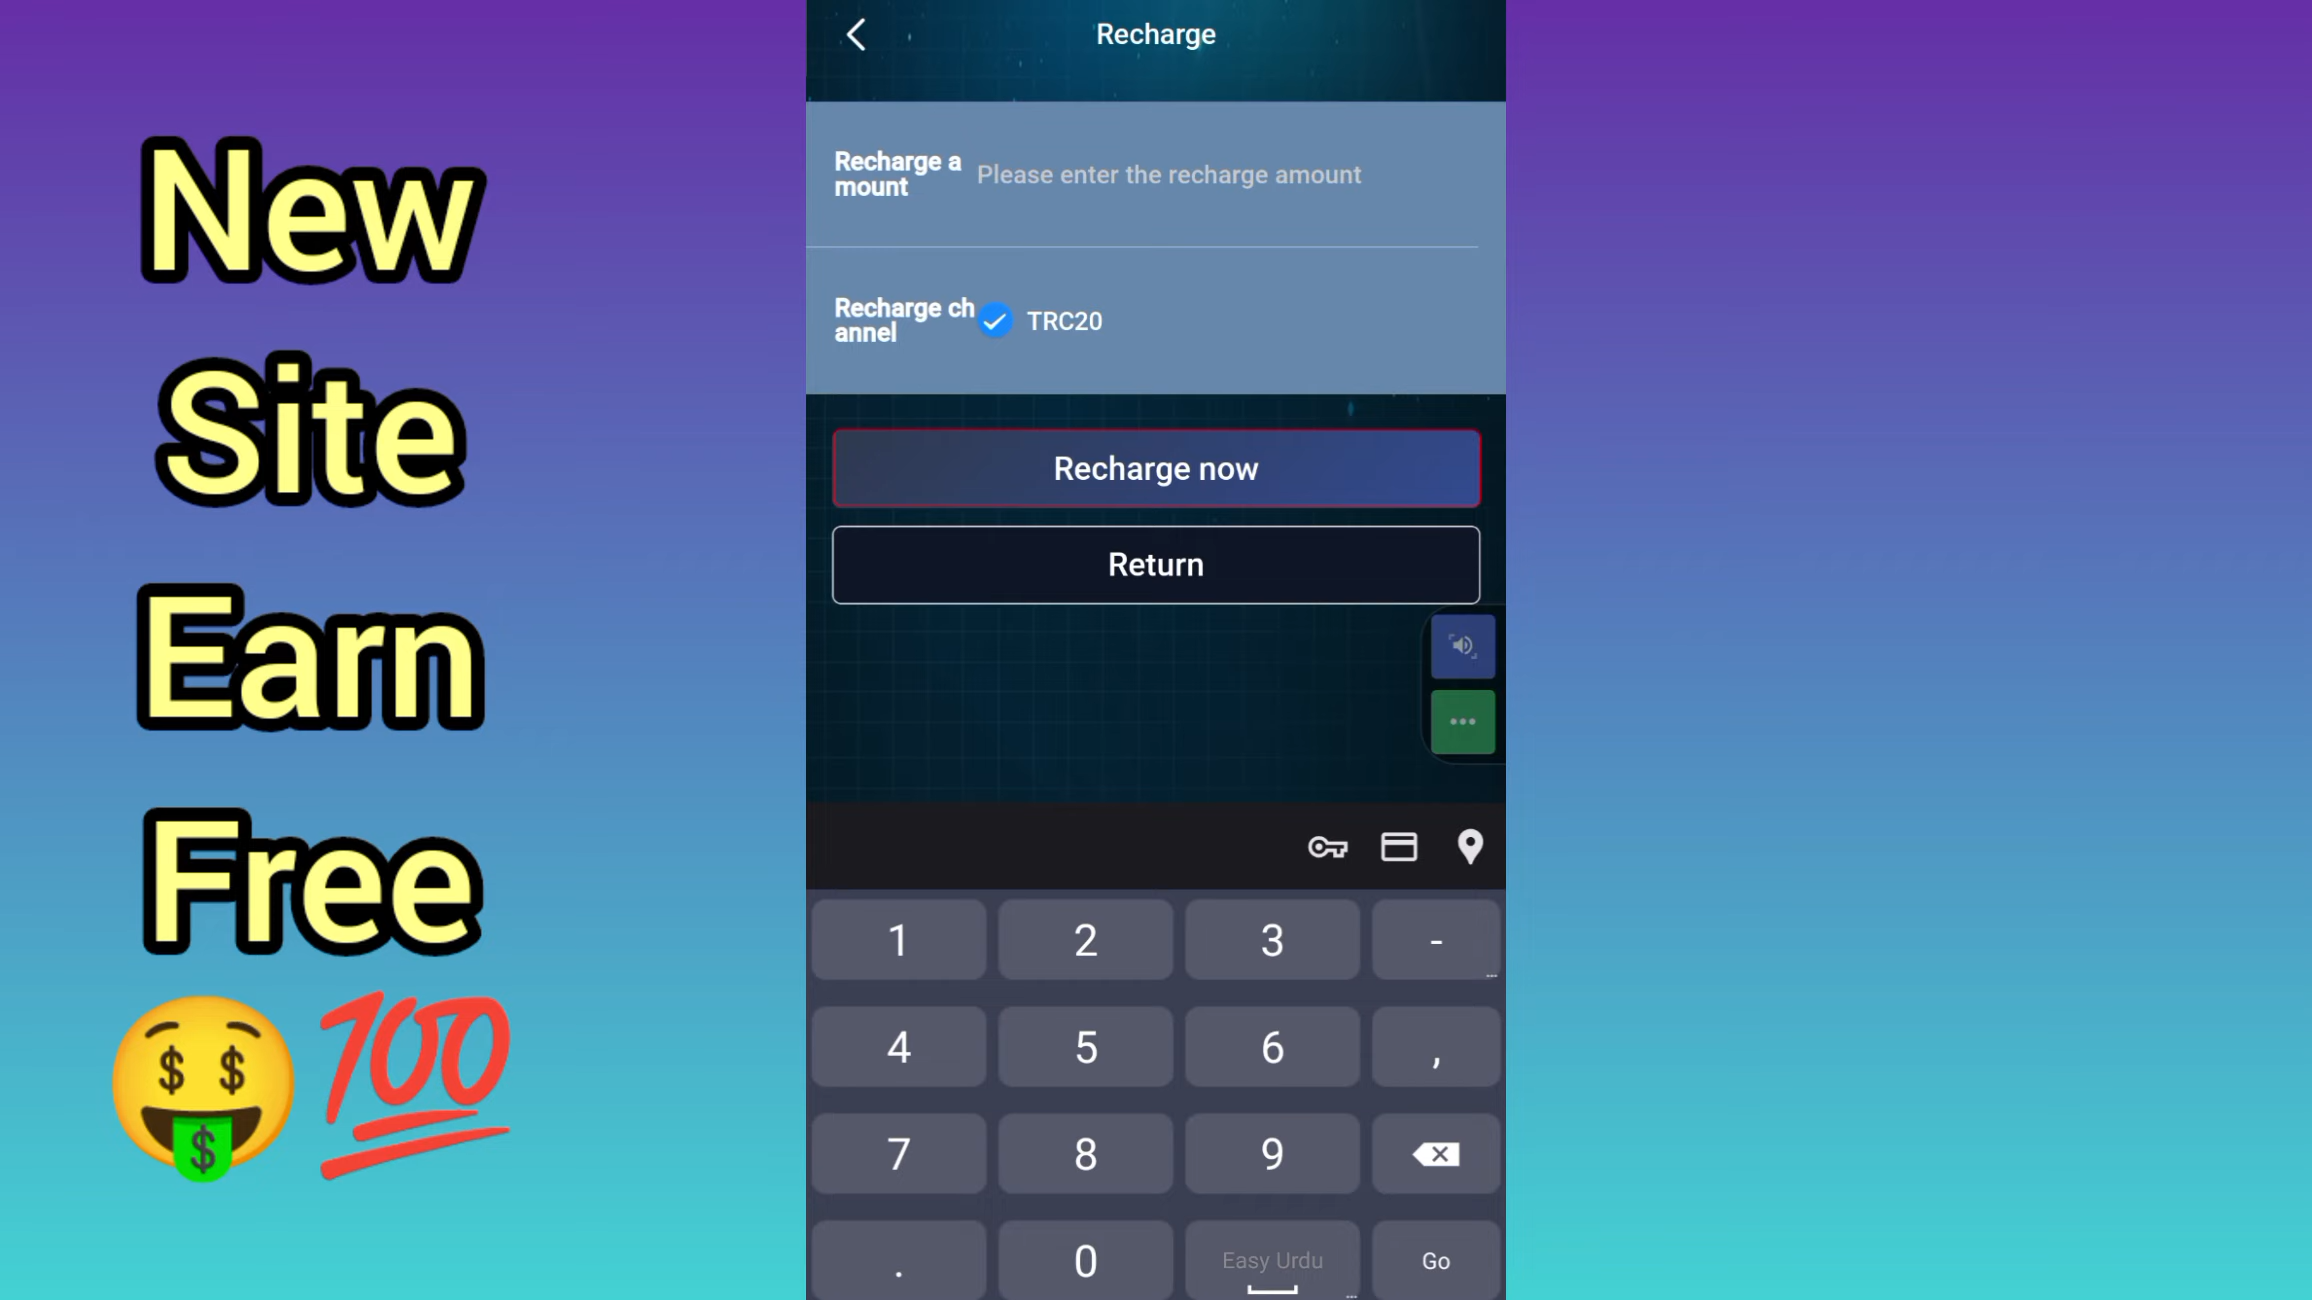 New
Site
Earn
Free
Recharge
Recharge a
mount
Please enter the recharge amount
Recharge ch
annel
TRC20
Recharge now
Return
1 2 3 -
4 5 6 ,
7 8 9
. 0 Easy Urdu Go